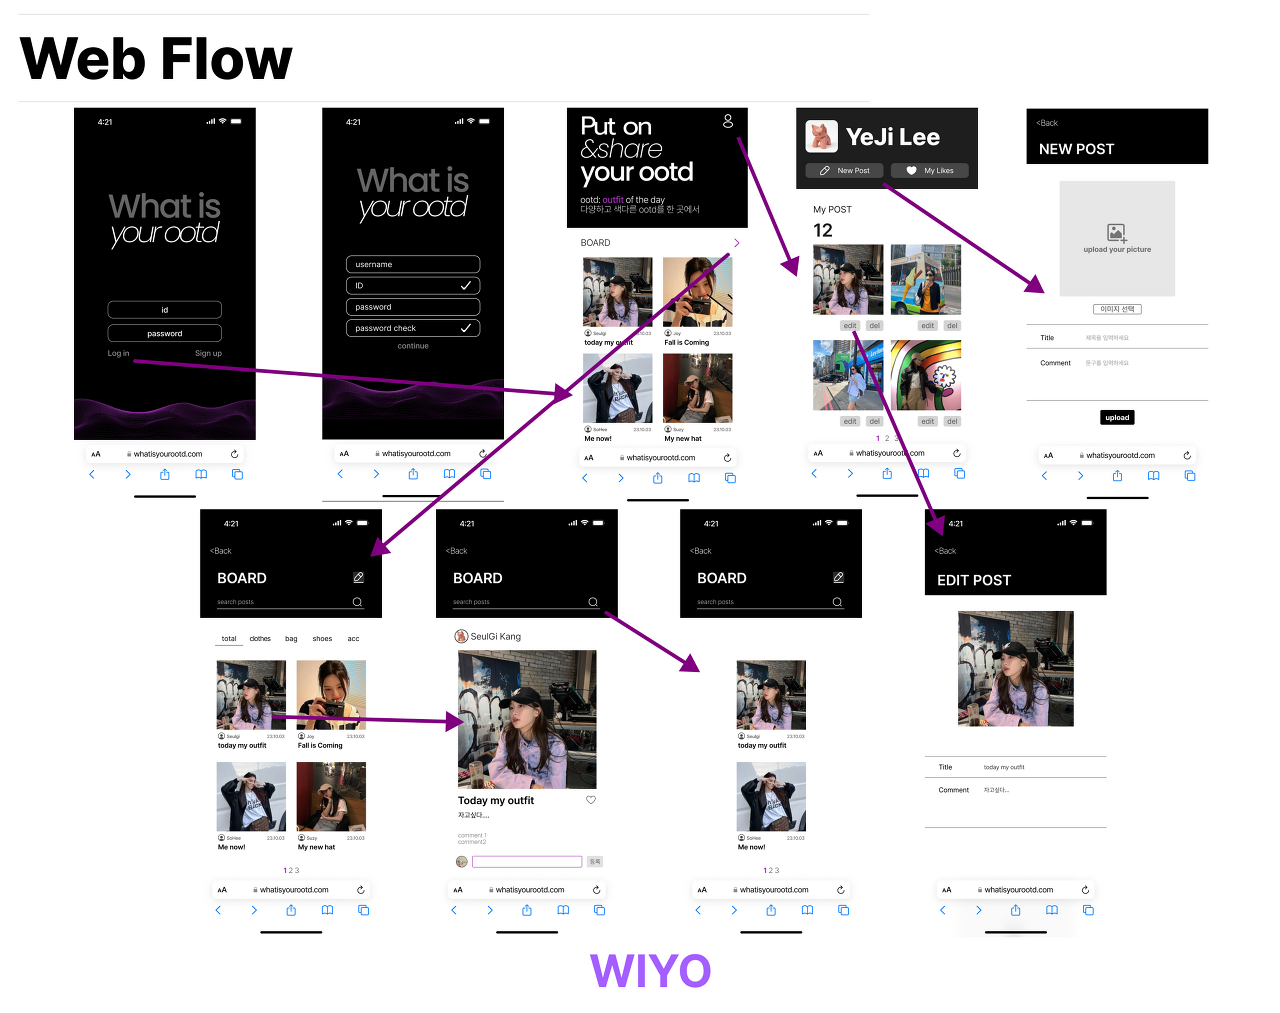 Web Flow
4:21
What is
your ootd
id
password
Log in
Sign up
AA
whatisyourootd.com
4:21
What is
your ootd
username
ID
password
password check
continue
AA
whatisyourootd.com
Put on
&share
your ootd
ootd: outfit of the day
다양하고 색다른 ootd를 한 곳에서
BOARD
Seulgi
23.10.03
today my outfit
Joy
23.10.03
Fall is Coming
SoHee
23.10.03
Me now!
Suzy
23.10.03
My new hat
AA
whatisyourootd.com
YeJi Lee
New Post
My Likes
My POST
12
edit del
edit del
edit del
edit del
1 2 3
AA
whatisyourootd.com
<Back
NEW POST
upload your picture
이미지 선택
Title
제목을 입력하세요
Comment
문구를 입력하세요
upload
AA
whatisyourootd.com
4:21
<Back
BOARD
search posts
total clothes bag shoes acc
Seulgi
23.10.03
today my outfit
Joy
23.10.03
Fall is Coming
SoHee
23.10.03
Me now!
Suzy
23.10.03
My new hat
1 2 3
AA
whatisyourootd.com
4:21
<Back
BOARD
search posts
SeulGi Kang
Today my outfit
자고싶다....
comment 1
comment2
등록
AA
whatisyourootd.com
4:21
<Back
BOARD
search posts
Seulgi
23.10.03
today my outfit
SoHee
23.10.03
Me now!
1 2 3
AA
whatisyourootd.com
4:21
<Back
EDIT POST
Title
today my outfit
Comment
자고싶다...
AA
whatisyourootd.com
WIYO